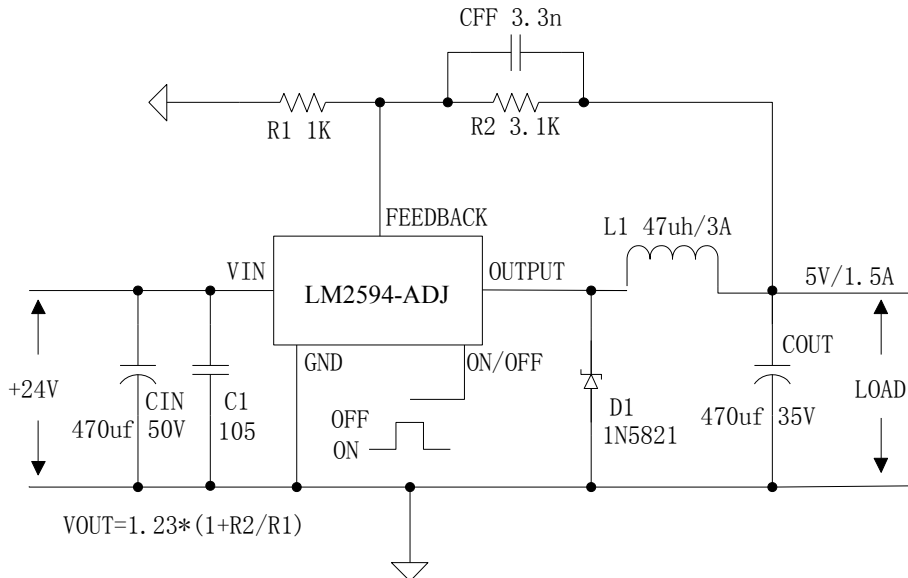 CFF 3.3n
R1 1K
R2 3.1K
FEEDBACK
L1 47uh/3A
VIN
OUTPUT
5V/1.5A
LM2594-ADJ
GND
ON/OFF
COUT
+24V
CIN
C1
470uf 50V
105
OFF
ON
D1
1N5821
470uf 35V
LOAD
VOUT=1.23*(1+R2/R1)